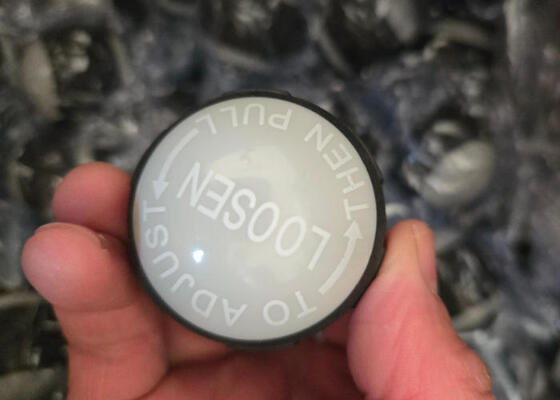 LOOSEN
THEN PULL
TO ADJUST